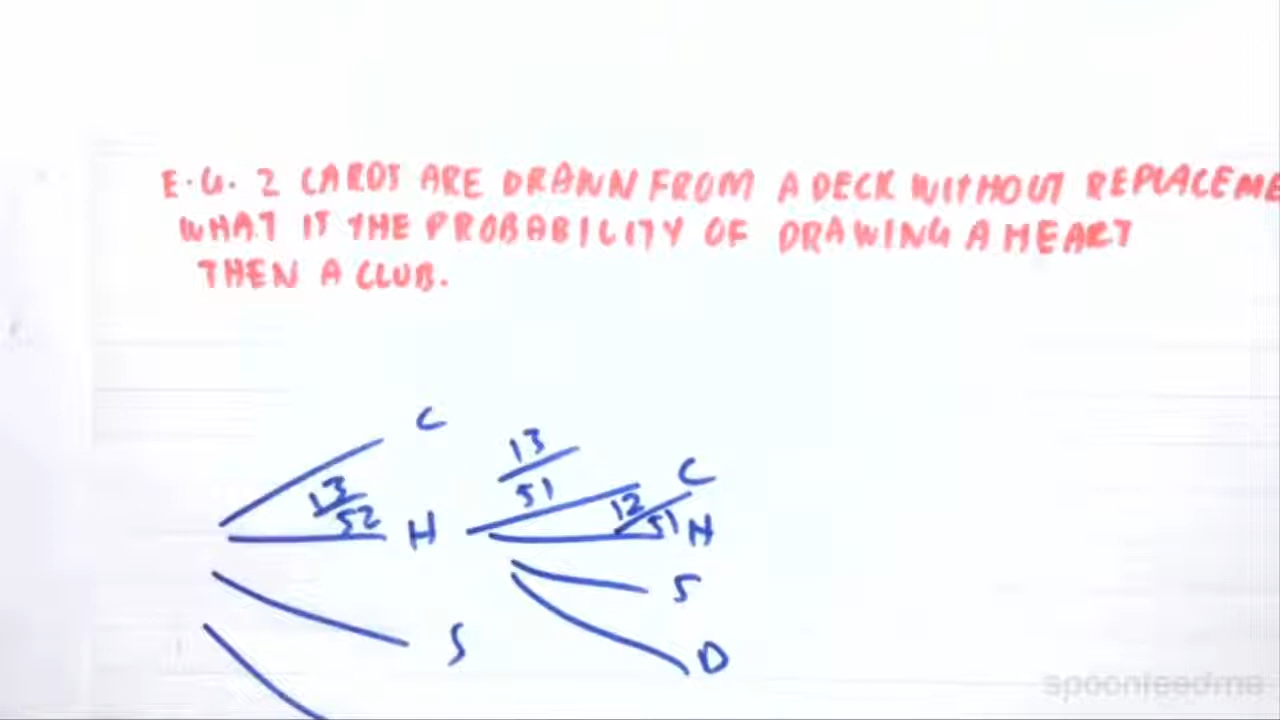 E.G. 2 CARDS ARE DRAWN FROM A DECK WITHOUT REPLACEME
WHAT IS THE PROBABILITY OF DRAWING A HEART
THEN A CLUB.
C
13/52 H
S
13/51 C
12/51 H
S
D
spoonfeedme